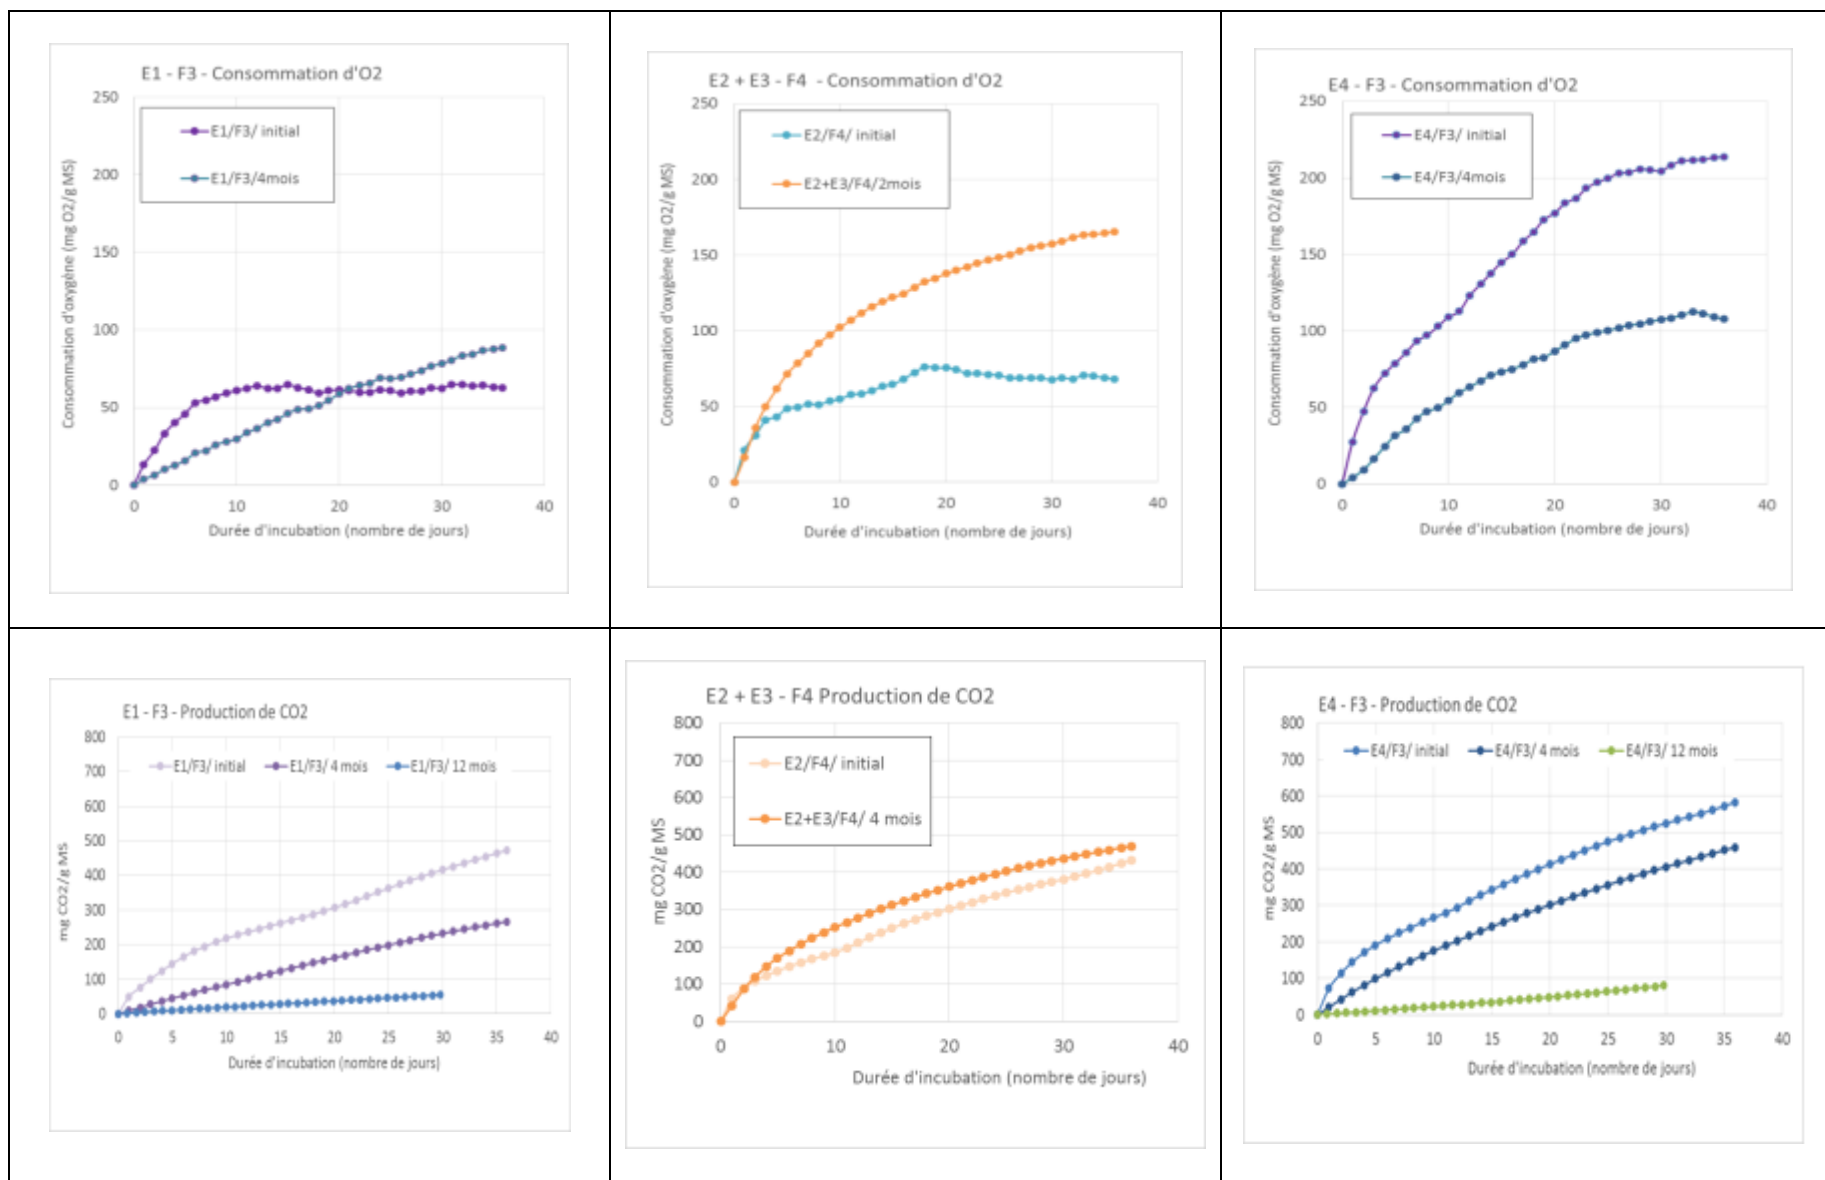 E1 - F3 - Consommation d'O2
250
200
150
100
50
0
0 10 20 30 40
E1/F3/ initial
E1/F3/4mois
Consommation d'oxygène (mg O2/g MS)
Durée d'incubation (nombre de jours)
E2 + E3 - F4 - Consommation d'O2
250
200
150
100
50
0
0 10 20 30 40
E2/F4/ initial
E2+E3/F4/2mois
Consommation d'oxygène (mg O2/g MS)
Durée d'incubation (nombre de jours)
E4 - F3 - Consommation d'O2
250
200
150
100
50
0
0 10 20 30 40
E4/F3/ initial
E4/F3/4mois
Consommation d'oxygène (mg O2/g MS)
Durée d'incubation (nombre de jours)
E1 - F3 - Production de CO2
800
700
600
500
400
300
200
100
0
0 5 10 15 20 25 30 35 40
E1/F3/ initial E1/F3/ 4 mois E1/F3/ 12 mois
mg CO2/g MS
Durée d'incubation (nombre de jours)
E2 + E3 - F4 Production de CO2
800
700
600
500
400
300
200
100
0
0 10 20 30 40
E2/F4/ initial
E2+E3/F4/ 4 mois
mg CO2/g MS
Durée d'incubation (nombre de jours)
E4 - F3 - Production de CO2
800
700
600
500
400
300
200
100
0
0 5 10 15 20 25 30 35 40
E4/F3/ initial E4/F3/ 4 mois E4/F3/ 12 mois
mg CO2/g MS
Durée d'incubation (nombre de jours)